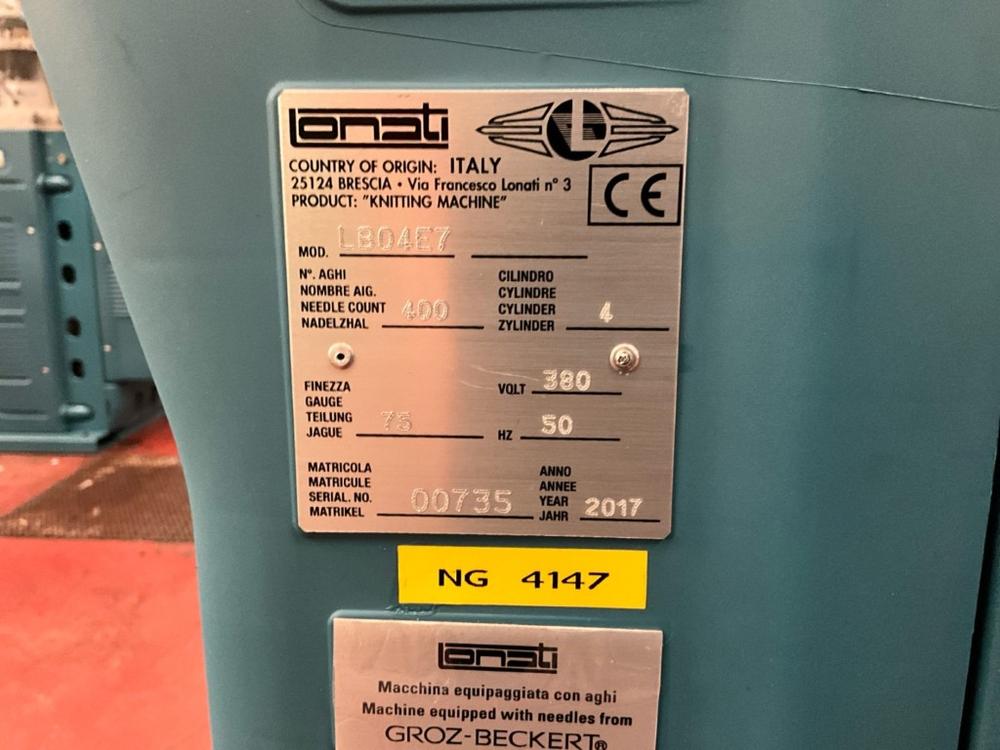 Lonati
L
COUNTRY OF ORIGIN: ITALY
25124 BRESCIA • Via Francesco Lonati n° 3
PRODUCT: "KNITTING MACHINE"
CE
MOD. LB04E7
N°. AGHI
NOMBRE AIG.
NEEDLE COUNT 400
NADELZHAL
CILINDRO
CYLINDRE
CYLINDER 4
ZYLINDER
FINEZZA
GAUGE
TEILUNG 75
JAGUE
VOLT 380
HZ 50
MATRICOLA
MATRICULE
SERIAL. NO. 00735
MATRIKEL
ANNO
ANNEE
YEAR 2017
JAHR
NG 4147
Lonati
Macchina equipaggiata con aghi
Machine equipped with needles from
GROZ-BECKERT®